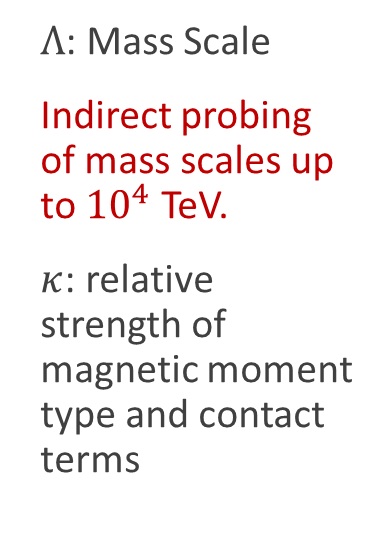 Λ: Mass Scale
Indirect probing
of mass scales up
to 10⁴ TeV.
κ: relative
strength of
magnetic moment
type and contact
terms